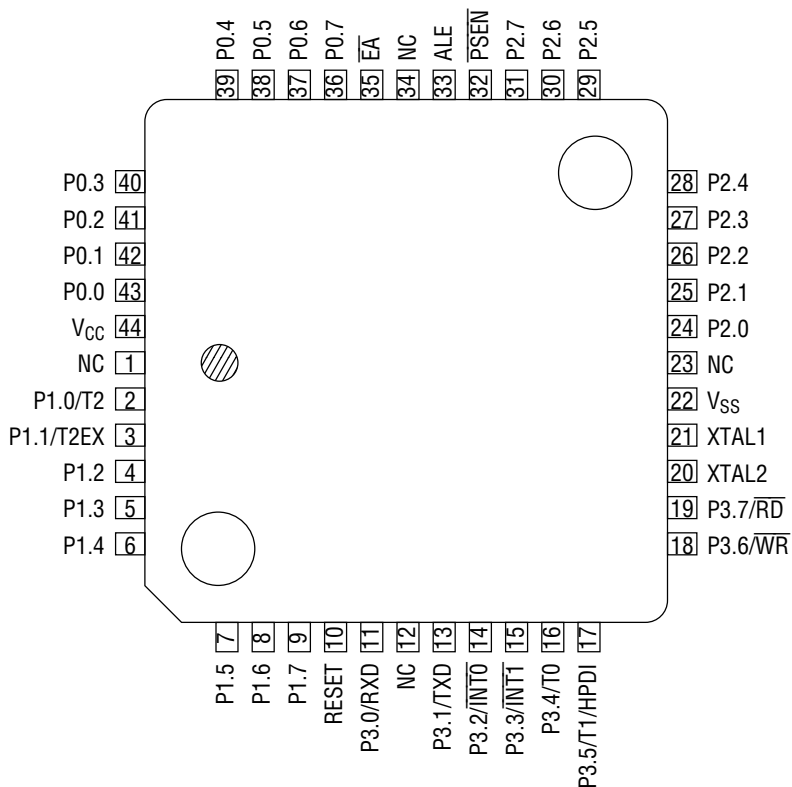 P0.4 P0.5 P0.6 P0.7 E̅A̅ NC ALE P̅S̅E̅N̅ P2.7 P2.6 P2.5
39 38 37 36 35 34 33 32 31 30 29
P0.3 40 28 P2.4
P0.2 41 27 P2.3
P0.1 42 26 P2.2
P0.0 43 25 P2.1
VCC 44 24 P2.0
NC 1 23 NC
P1.0/T2 2 22 VSS
P1.1/T2EX 3 21 XTAL1
P1.2 4 20 XTAL2
P1.3 5 19 P3.7/R̅D̅
P1.4 6 18 P3.6/W̅R̅
7 8 9 10 11 12 13 14 15 16 17
P1.5 P1.6 P1.7 RESET P3.0/RXD NC P3.1/TXD P3.2/I̅N̅T̅0̅ P3.3/I̅N̅T̅1̅ P3.4/T0 P3.5/T1/HPDI